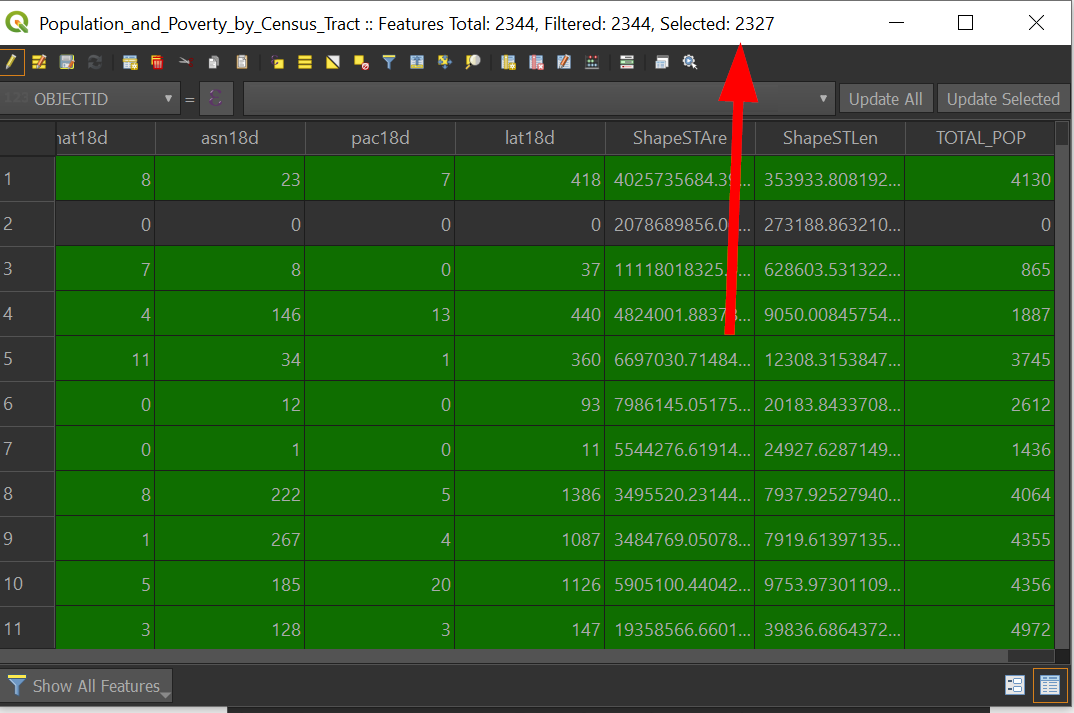 Population_and_Poverty_by_Census_Tract :: Features Total: 2344, Filtered: 2344, Selected: 2327
123 OBJECTID = ε Update All Update Selected
nat18d asn18d pac18d lat18d ShapeSTAre ShapeSTLen TOTAL_POP
1 8 23 7 418 4025735684.39... 353933.808192... 4130
2 0 0 0 0 2078689856.0... 273188.863210... 0
3 7 8 0 37 11118018325.... 628603.531322... 865
4 4 146 13 440 4824001.8837... 9050.00845754... 1887
5 11 34 1 360 6697030.71484... 12308.3153847... 3745
6 0 12 0 93 7986145.05175... 20183.8433708... 2612
7 0 1 0 11 5544276.61914... 24927.6287149... 1436
8 8 222 5 1386 3495520.23144... 7937.92527940... 4064
9 1 267 4 1087 3484769.05078... 7919.61397135... 4355
10 5 185 20 1126 5905100.44042... 9753.97301109... 4356
11 3 128 3 147 19358566.6601... 39836.6864372... 4972
Show All Features